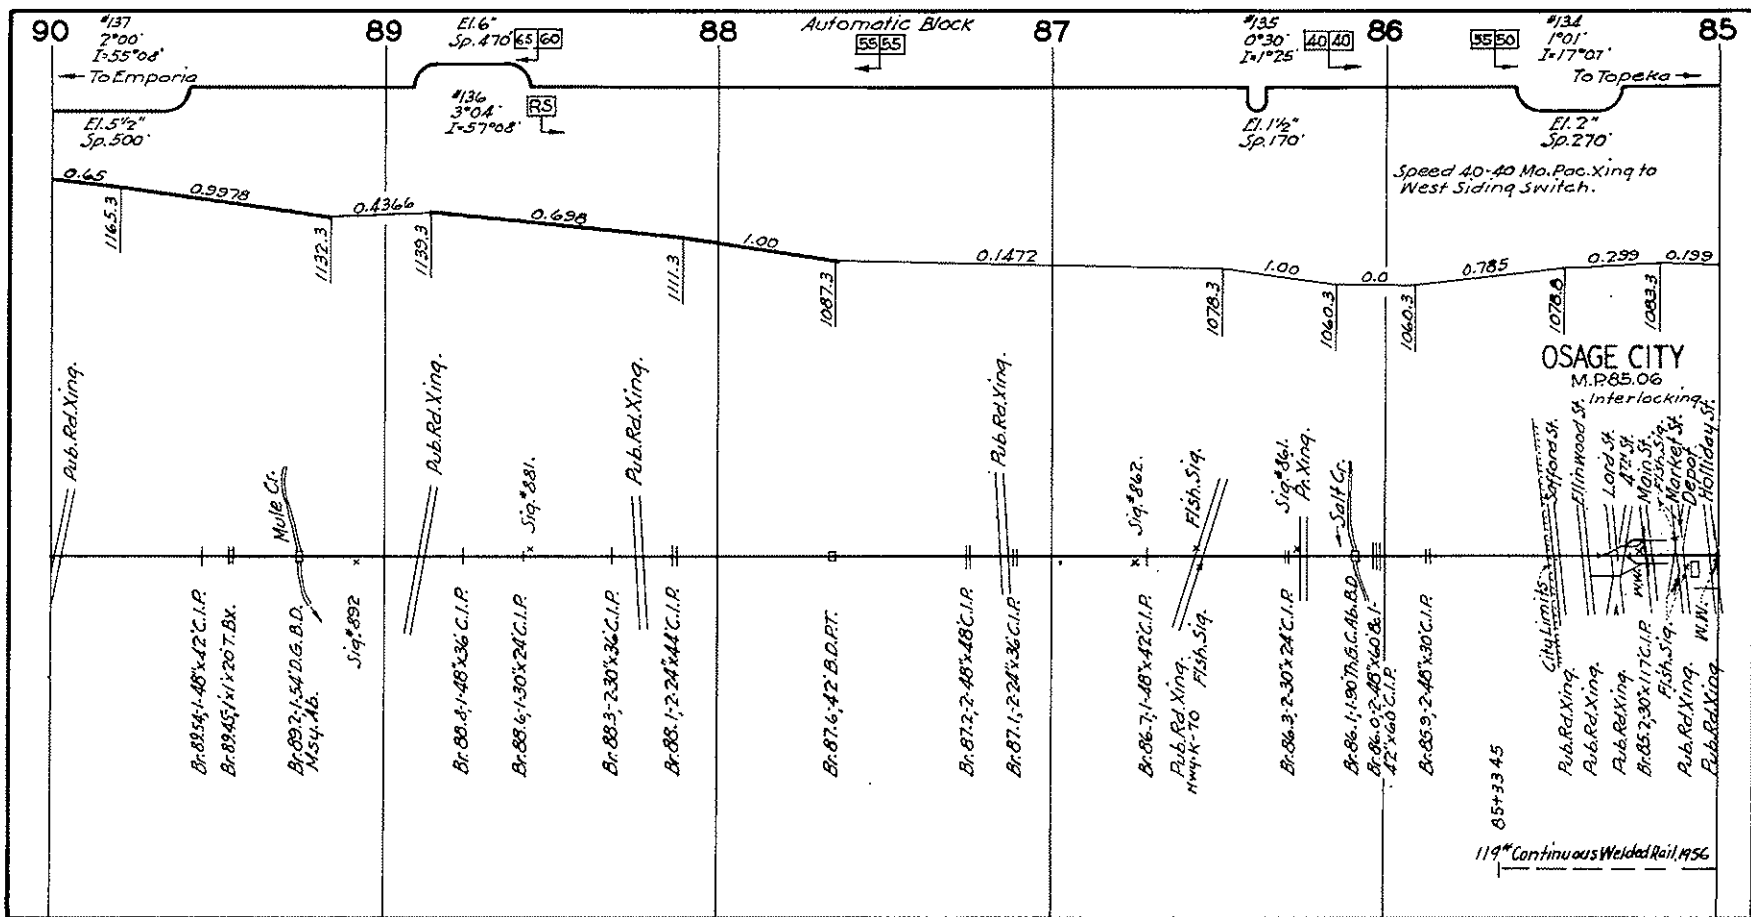 90
#137
2°00'
I=55°08'
← To Emporia
El. 5½"
Sp. 500'
89
El. 6"
Sp. 470'
65 60
#136
3°04'
I=57°08'
RS
88
Automatic Block
55 55
87
#135
0°30'
I=1°25'
40 40
El. 1½"
Sp. 170'
86
55 50
#134
1°01'
I=17°07'
85
To Topeka →
El. 2"
Sp. 270'
Speed 40-40 Mo. Pac. Xing to
West Siding Switch.
0.65
0.9978
0.4366
0.698
1.00
0.1472
1.00
0.0
0.785
0.299
0.199
1165.3
1132.3
1139.3
1111.3
1087.3
1078.3
1060.3
1060.3
1078.8
1083.3
OSAGE CITY
M.P. 85.06
Interlocking
Pub. Rd. Xing.
Mule Cr.
Pub. Rd. Xing.
Sig. #881.
Pub. Rd. Xing.
Pub. Rd. Xing.
Sig. #862.
Flsh. Sig.
Sig. #861.
Pr. Xing.
Salt Cr.
Safford St.
Ellinwood St.
Lord St.
4TH St.
Main St.
Flsh. Sig.
Market St.
Depot
Holliday St.
Br. 89.54,-1-48"x42' C.I.P.
Br. 89.45,-1'x1'x20' T. Bx.
Br. 89.2-1-54' D.G.B.D.
Msy. Ab.
Sig. #892
Br. 88.8-1-48"x36' C.I.P.
Br. 88.6,-1-30"x24' C.I.P.
Br. 88.3,-2-30"x36' C.I.P.
Br. 88.1,-2-24"x44' C.I.P.
Br. 87.6,-42' B.D.P.T.
Br. 87.2,-2-48"x48' C.I.P.
Br. 87.1,-2-24"x36' C.I.P.
Br. 86.7,-1-48"x42' C.I.P.
Pub. Rd. Xing.
Hwy. K-70
Flsh. Sig.
Br. 86.3,-2-30"x24' C.I.P.
Br. 86.0,-2-48"x60' &-1-
42"x60' C.I.P.
Br. 85.9,-2-48"x30' C.I.P.
City Limits
Pub. Rd. Xing.
Pub. Rd. Xing.
Pub. Rd. Xing.
W.W.
Br. 85.2,-30"x117' C.I.P.
Flsh. Sig.
Pub. Rd. Xing.
W.W.
Pub. Rd. Xing
85+3345
119# Continuous Welded Rail, 1956